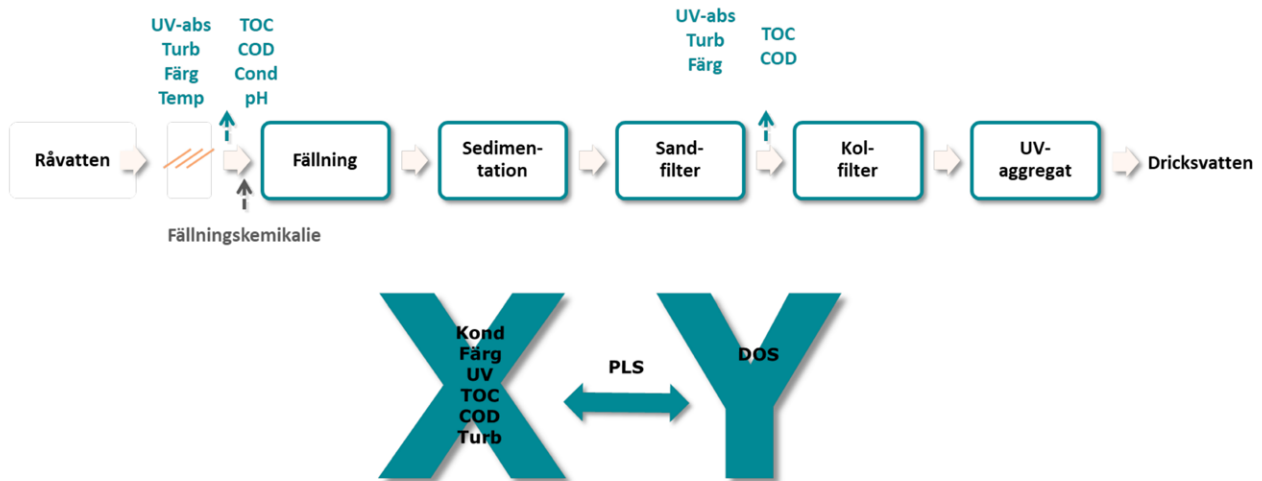 UV-abs
Turb
Färg
Temp
TOC
COD
Cond
pH
UV-abs
Turb
Färg
TOC
COD
Råvatten
Fällning
Sedimen-
tation
Sand-
filter
Kol-
filter
UV-
aggregat
Dricksvatten
Fällningskemikalie
X
Kond
Färg
UV
TOC
COD
Turb
PLS
Y
DOS